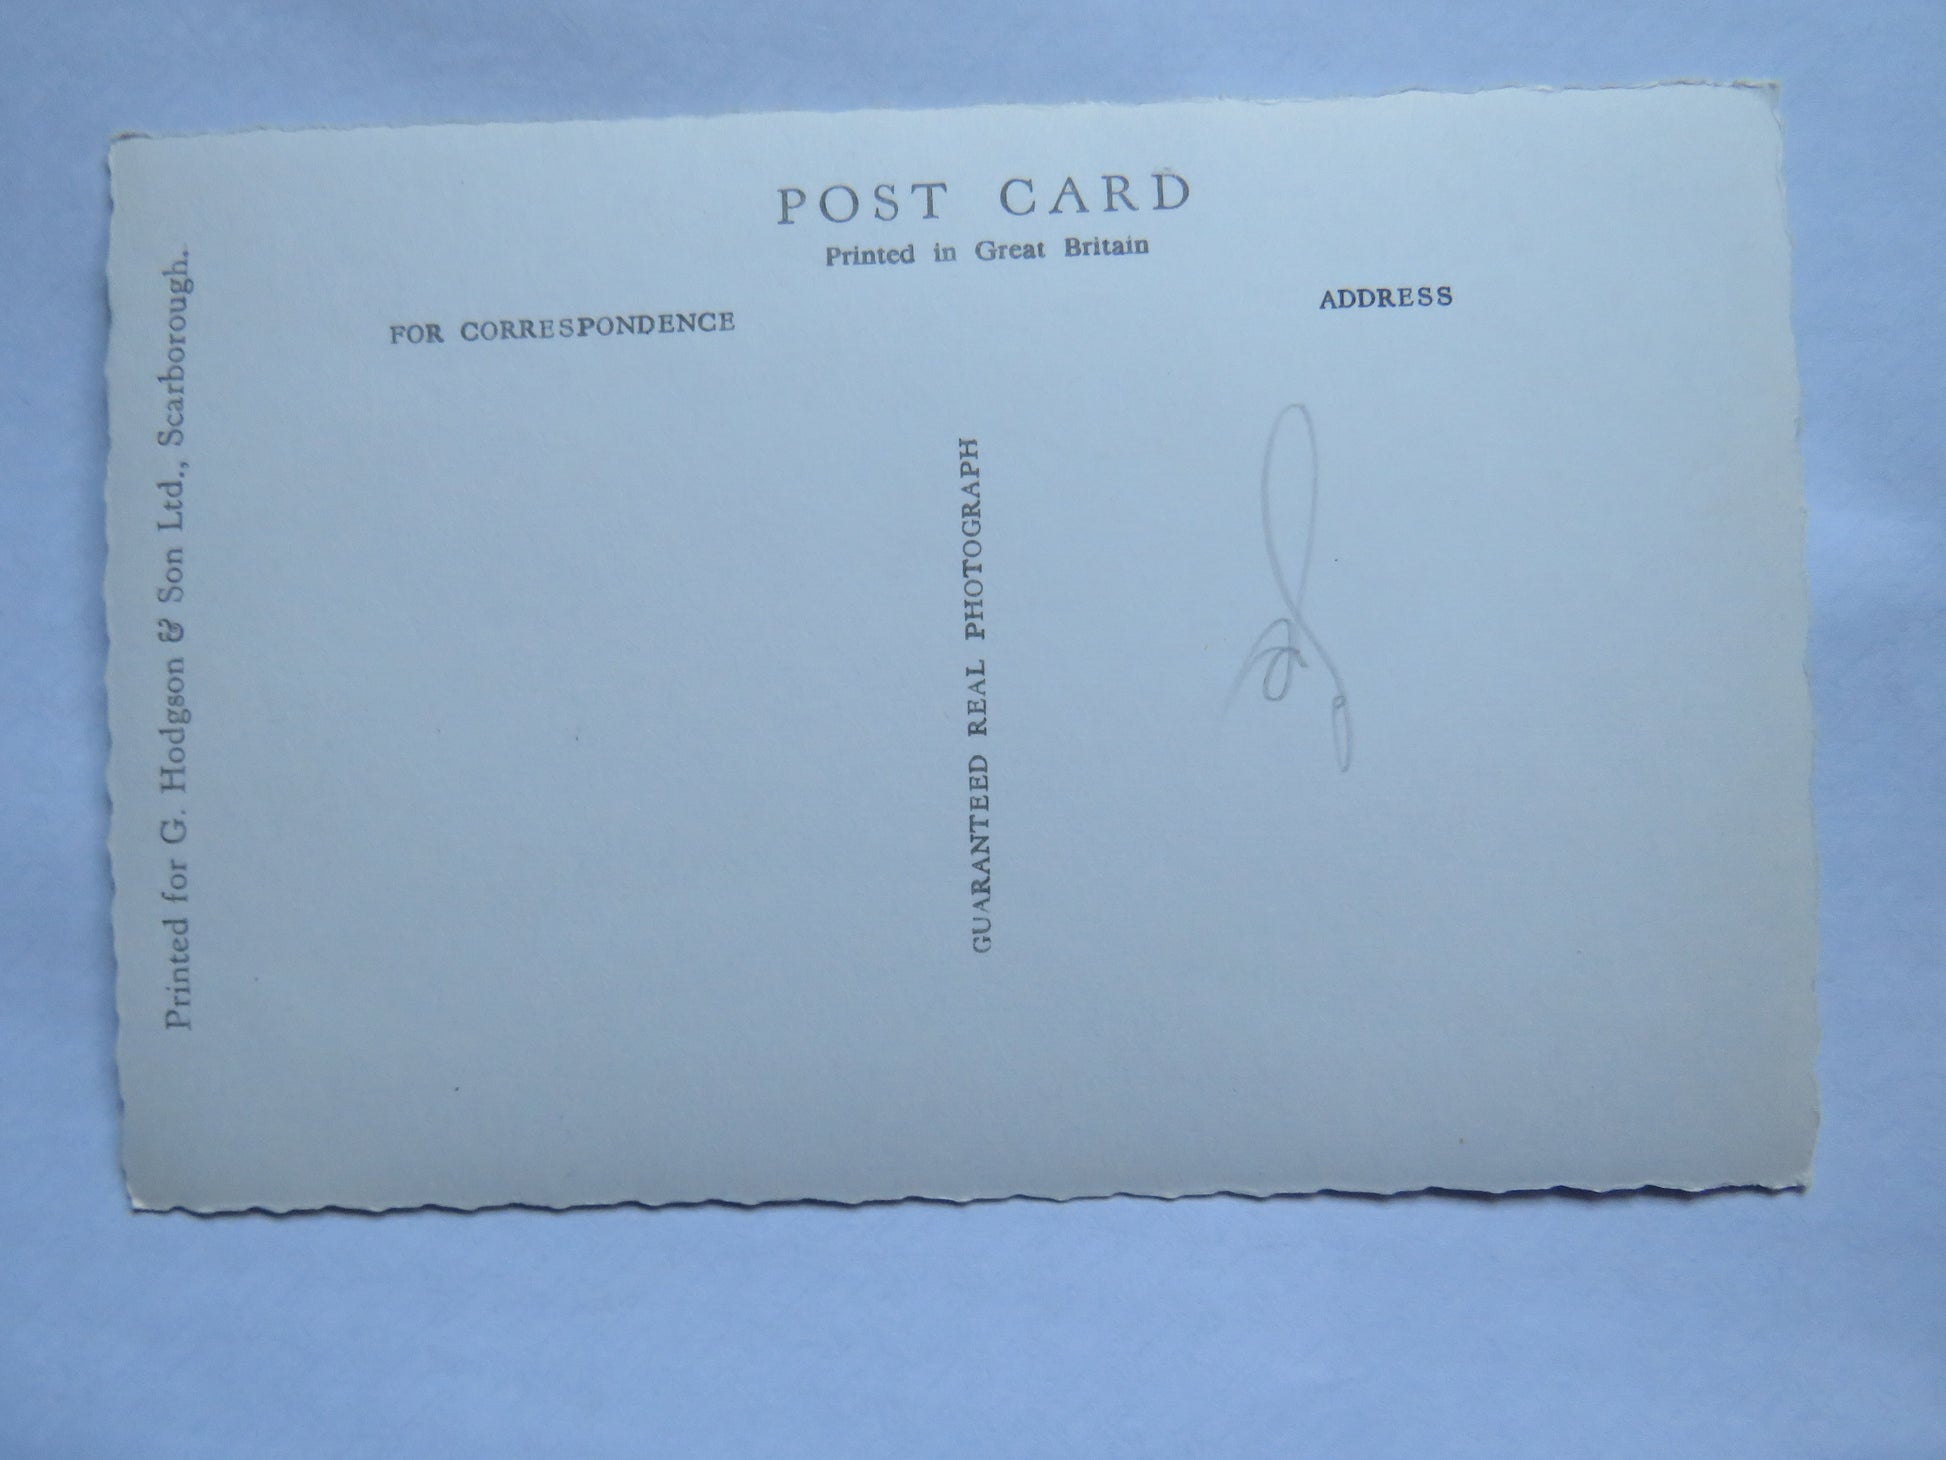 POST CARD
Printed in Great Britain
FOR CORRESPONDENCE
ADDRESS
GUARANTEED REAL PHOTOGRAPH
Printed for G. Hodgson & Son Ltd., Scarborough.